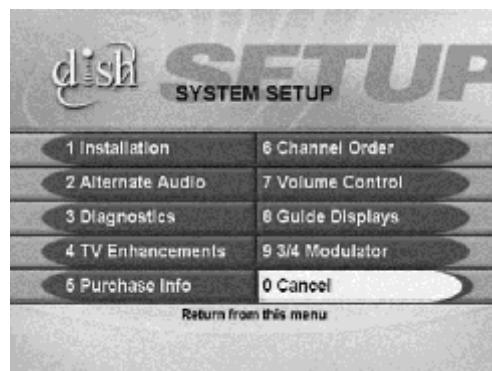 dish
SETUP
SYSTEM SETUP
1 Installation
6 Channel Order
2 Alternate Audio
7 Volume Control
3 Diagnostics
8 Guide Displays
4 TV Enhancements
9 3/4 Modulator
5 Purchase Info
0 Cancel
Return from this menu